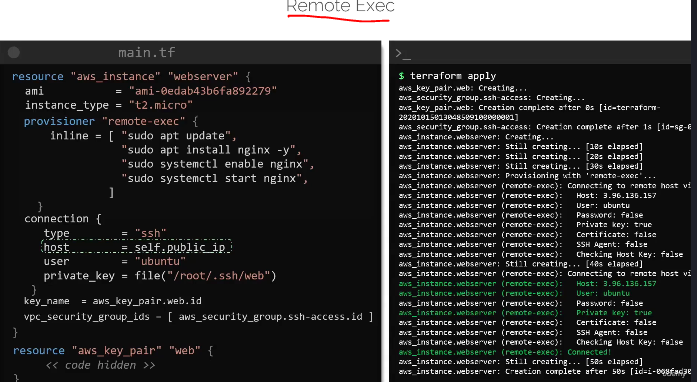 Remote Exec
main.tf
resource "aws_instance" "webserver" {
ami = "ami-0edab43b6fa892279"
instance_type = "t2.micro"
provisioner "remote-exec" {
inline = [ "sudo apt update",
"sudo apt install nginx -y",
"sudo systemctl enable nginx",
"sudo systemctl start nginx",
]
}
connection {
type = "ssh"
host = self.public_ip
user = "ubuntu"
private_key = file("/root/.ssh/web")
}
key_name = aws_key_pair.web.id
vpc_security_group_ids = [ aws_security_group.ssh-access.id ]
}
resource "aws_key_pair" "web" {
<< code hidden >>
}
>_
$ terraform apply
aws_key_pair.web: Creating...
aws_security_group.ssh-access: Creating...
aws_key_pair.web: Creation complete after 0s [id=terraform-
20201015013048509100000001]
aws_security_group.ssh-access: Creation complete after 1s [id=sg-0
aws_instance.webserver: Creating...
aws_instance.webserver: Still creating... [10s elapsed]
aws_instance.webserver: Still creating... [20s elapsed]
aws_instance.webserver: Still creating... [30s elapsed]
aws_instance.webserver: Provisioning with 'remote-exec'...
aws_instance.webserver (remote-exec): Connecting to remote host vi
aws_instance.webserver (remote-exec): Host: 3.96.136.157
aws_instance.webserver (remote-exec): User: ubuntu
aws_instance.webserver (remote-exec): Password: false
aws_instance.webserver (remote-exec): Private key: true
aws_instance.webserver (remote-exec): Certificate: false
aws_instance.webserver (remote-exec): SSH Agent: false
aws_instance.webserver (remote-exec): Checking Host Key: false
aws_instance.webserver: Still creating... [40s elapsed]
aws_instance.webserver (remote-exec): Connecting to remote host vi
aws_instance.webserver (remote-exec): Host: 3.96.136.157
aws_instance.webserver (remote-exec): User: ubuntu
aws_instance.webserver (remote-exec): Password: false
aws_instance.webserver (remote-exec): Private key: true
aws_instance.webserver (remote-exec): Certificate: false
aws_instance.webserver (remote-exec): SSH Agent: false
aws_instance.webserver (remote-exec): Checking Host Key: false
aws_instance.webserver (remote-exec): Connected!
aws_instance.webserver: Still creating... [50s elapsed]
aws_instance.webserver: Creation complete after 50s